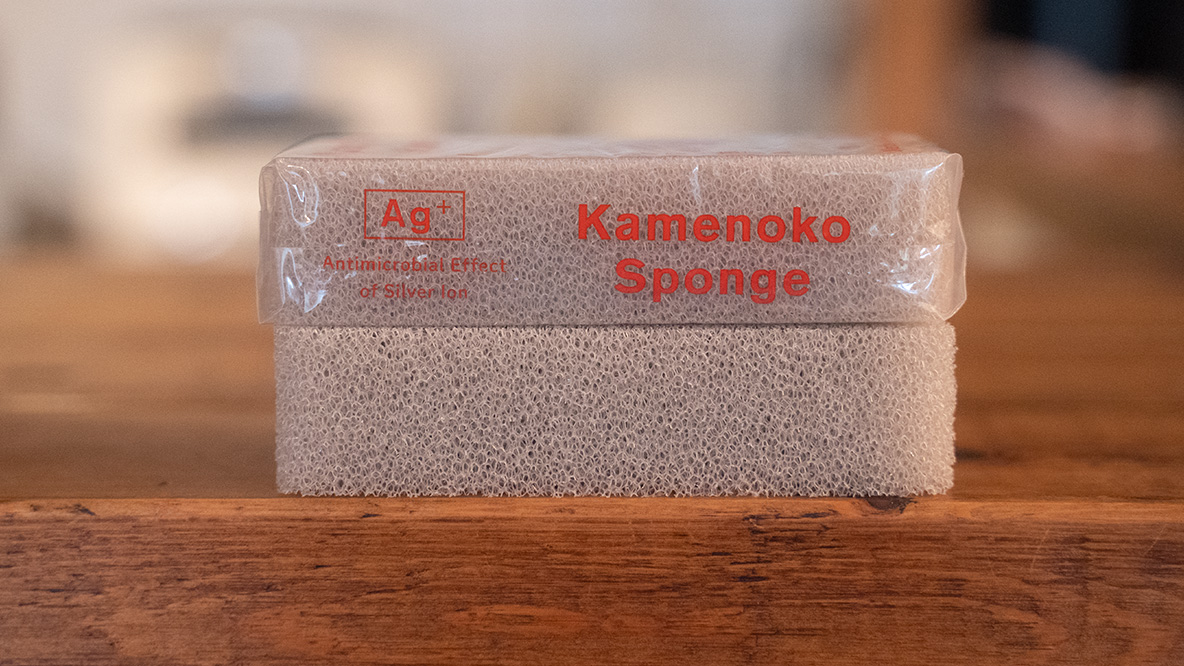 Ag+
Antimicrobial Effect
of Silver Ion
Kamenoko
Sponge